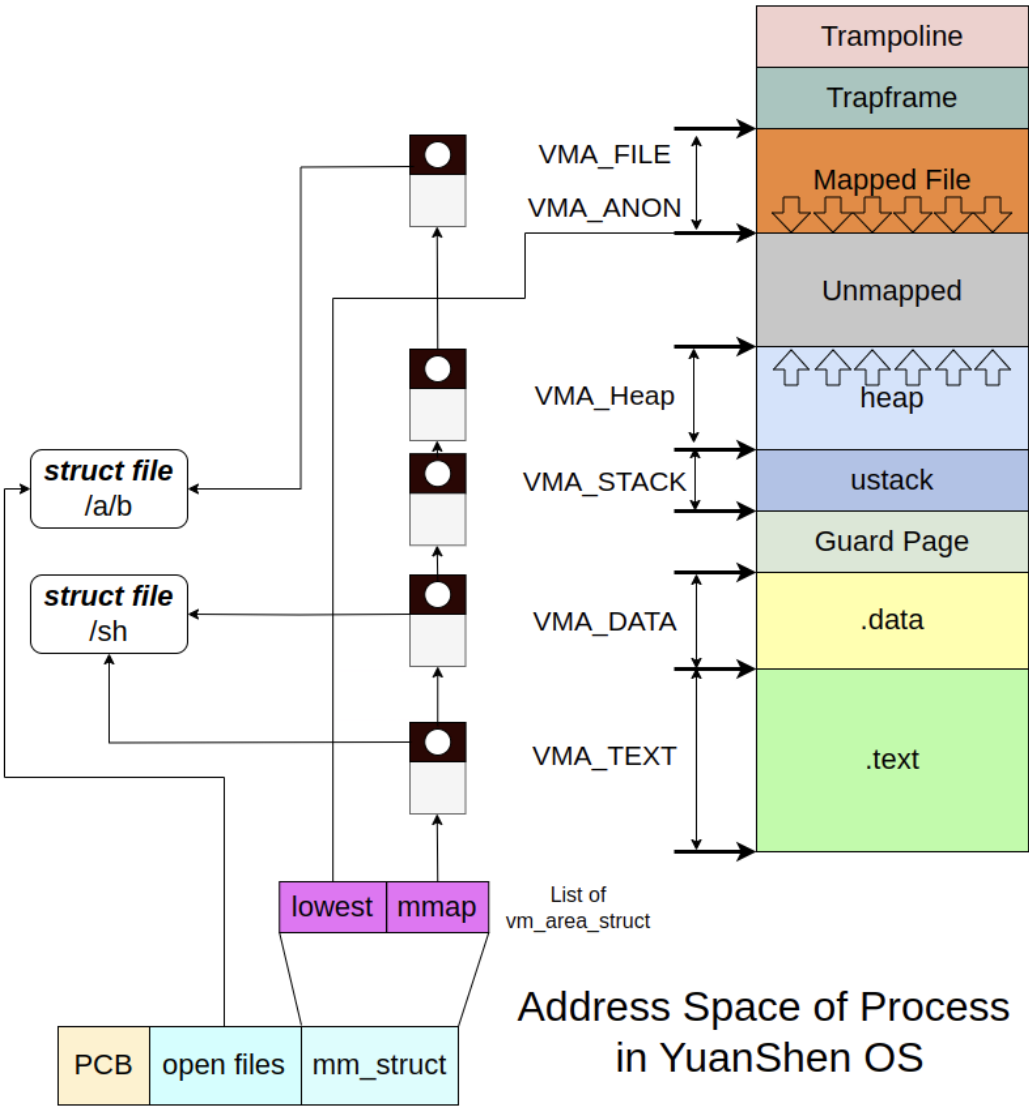 Trampoline
Trapframe
VMA_FILE
Mapped File
VMA_ANON
Unmapped
VMA_Heap
heap
struct file
/a/b
VMA_STACK
ustack
Guard Page
struct file
/sh
VMA_DATA
.data
VMA_TEXT
.text
lowest
mmap
List of
vm_area_struct
Address Space of Process
in YuanShen OS
PCB
open files
mm_struct